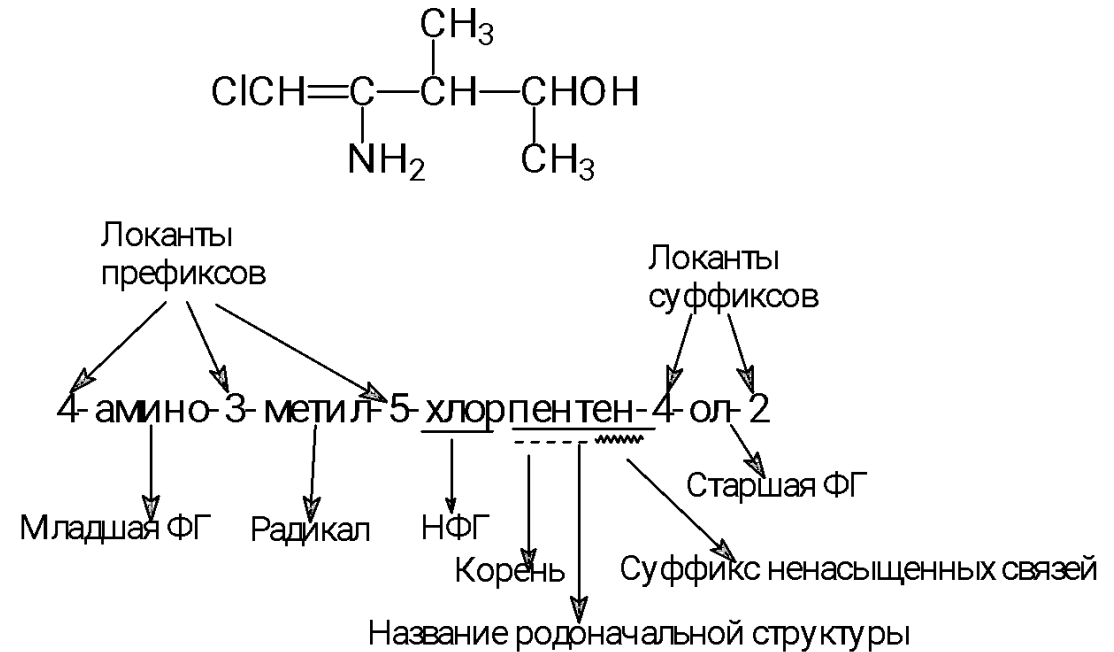 CH3
ClCH=C—CH—CHOH
NH2 CH3
Локанты
префиксов
Локанты
суффиксов
4-амино-3-метил-5-хлорпентен-4-ол-2
Старшая ФГ
Младшая ФГ Радикал НФГ
Корень Суффикс ненасыщенных связей
Название родоначальной структуры